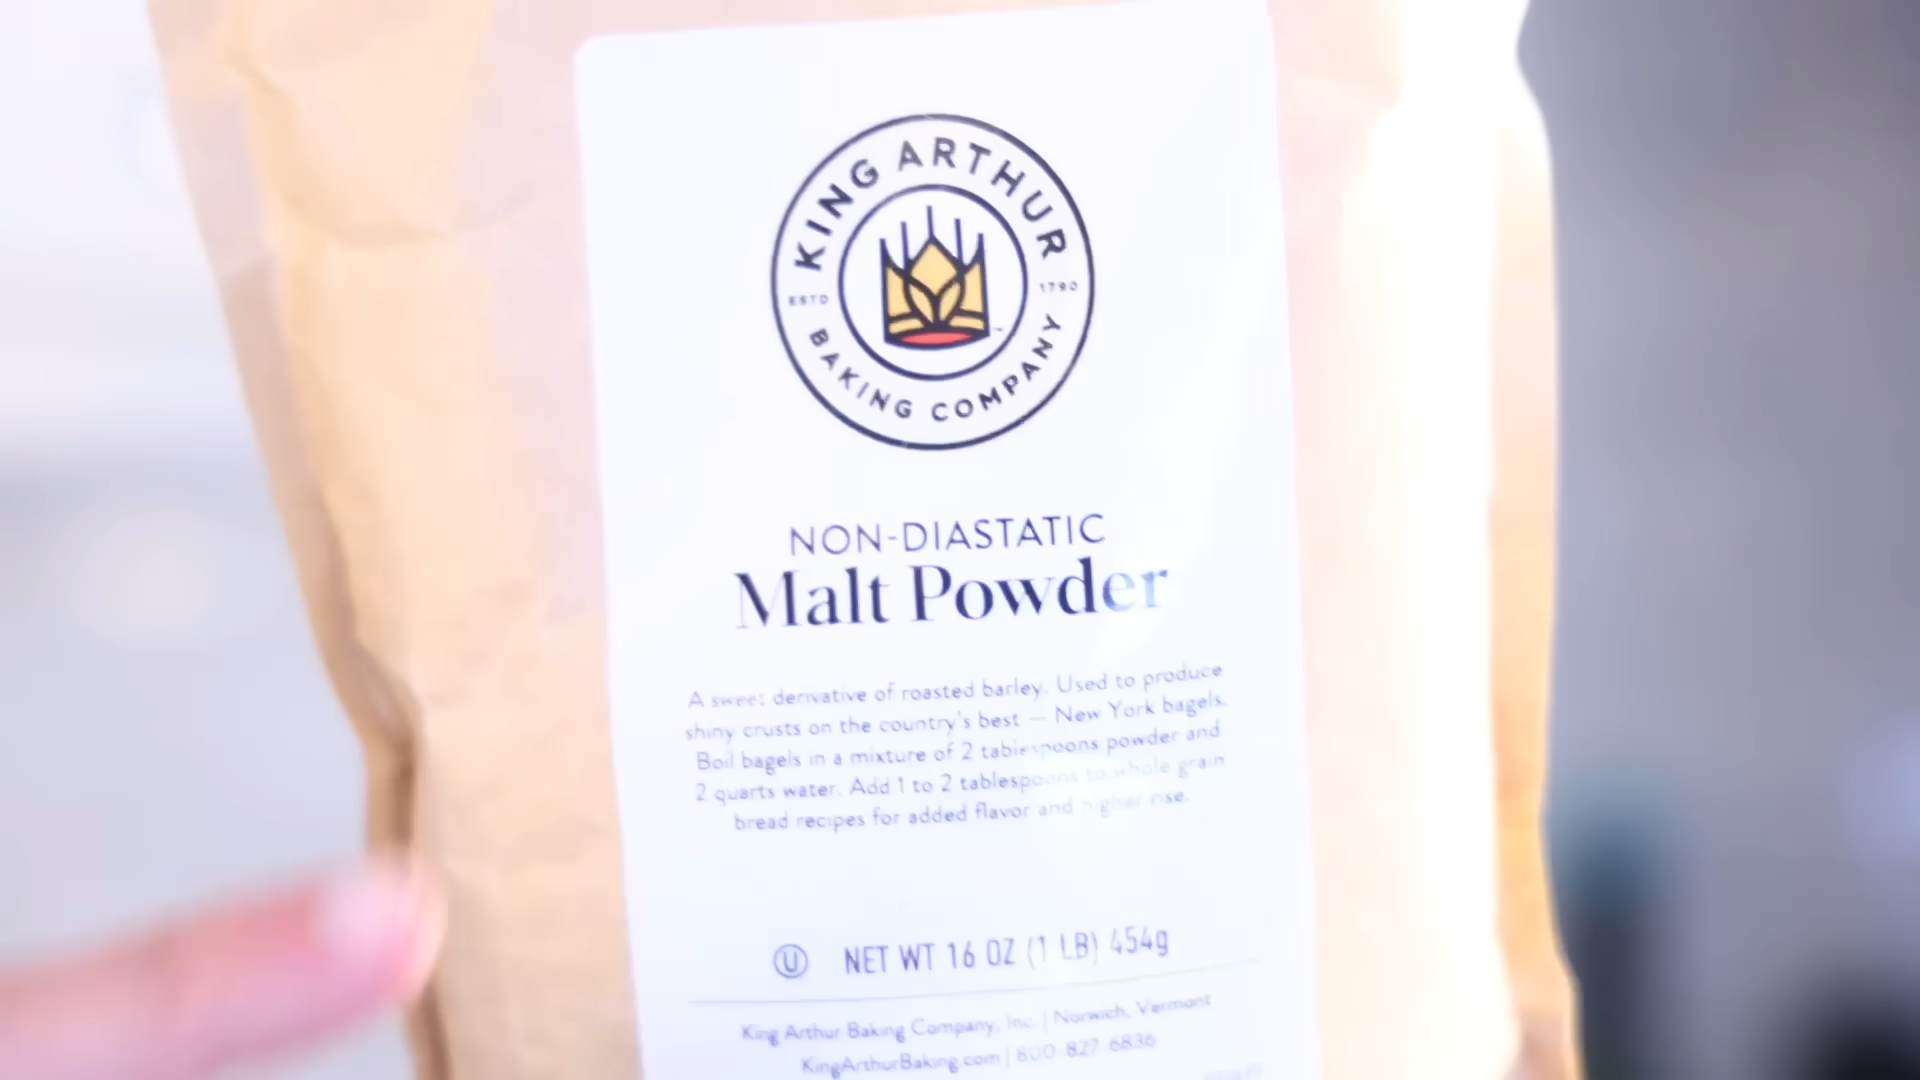 KING ARTHUR
ESTD 1790
BAKING COMPANY
NON-DIASTATIC
Malt Powder
A sweet derivative of roasted barley. Used to produce
shiny crusts on the country's best — New York bagels.
Boil bagels in a mixture of 2 tablespoons powder and
2 quarts water. Add 1 to 2 tablespoons to whole grain
bread recipes for added flavor and higher rise.
U NET WT 16 OZ (1 LB) 454g
King Arthur Baking Company, Inc. | Norwich, Vermont
KingArthurBaking.com | 800-827-6836